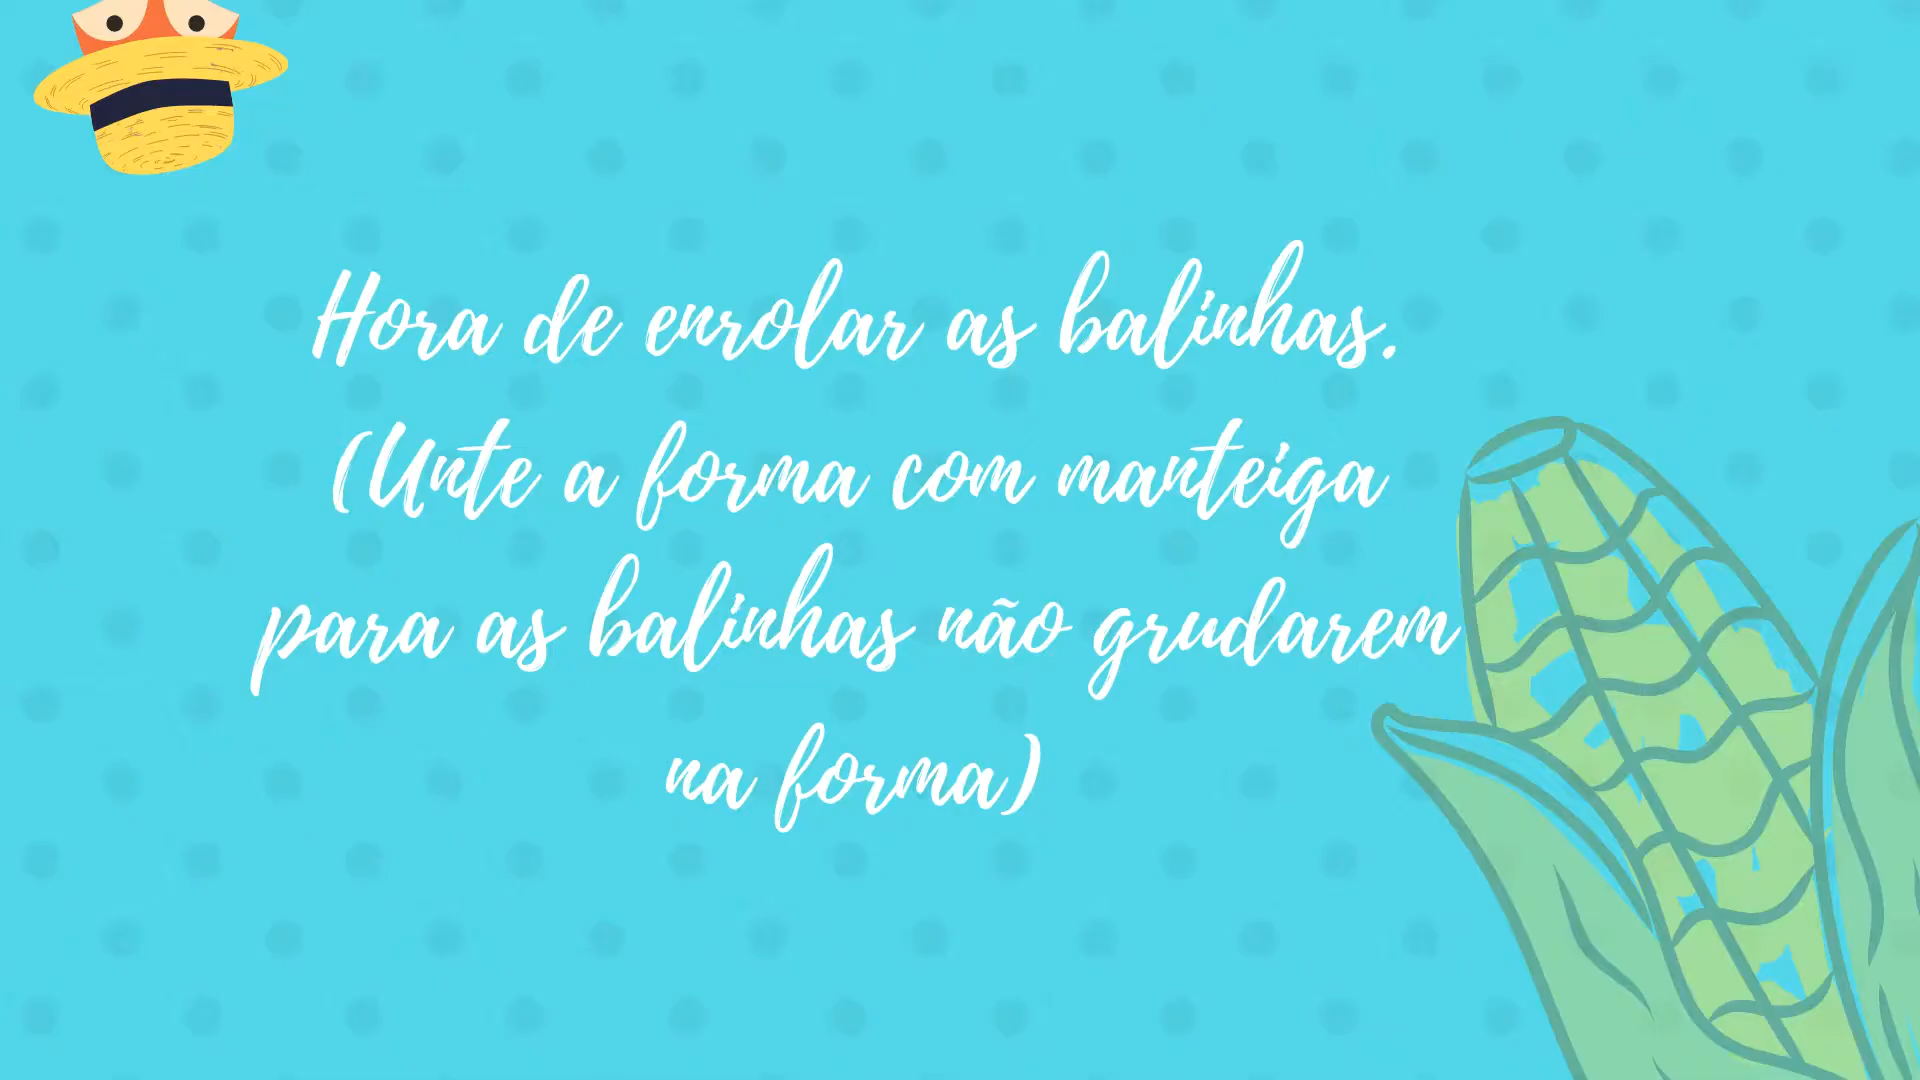 Hora de enrolar as balinhas.
(Unte a forma com manteiga
para as balinhas não grudarem
na forma)